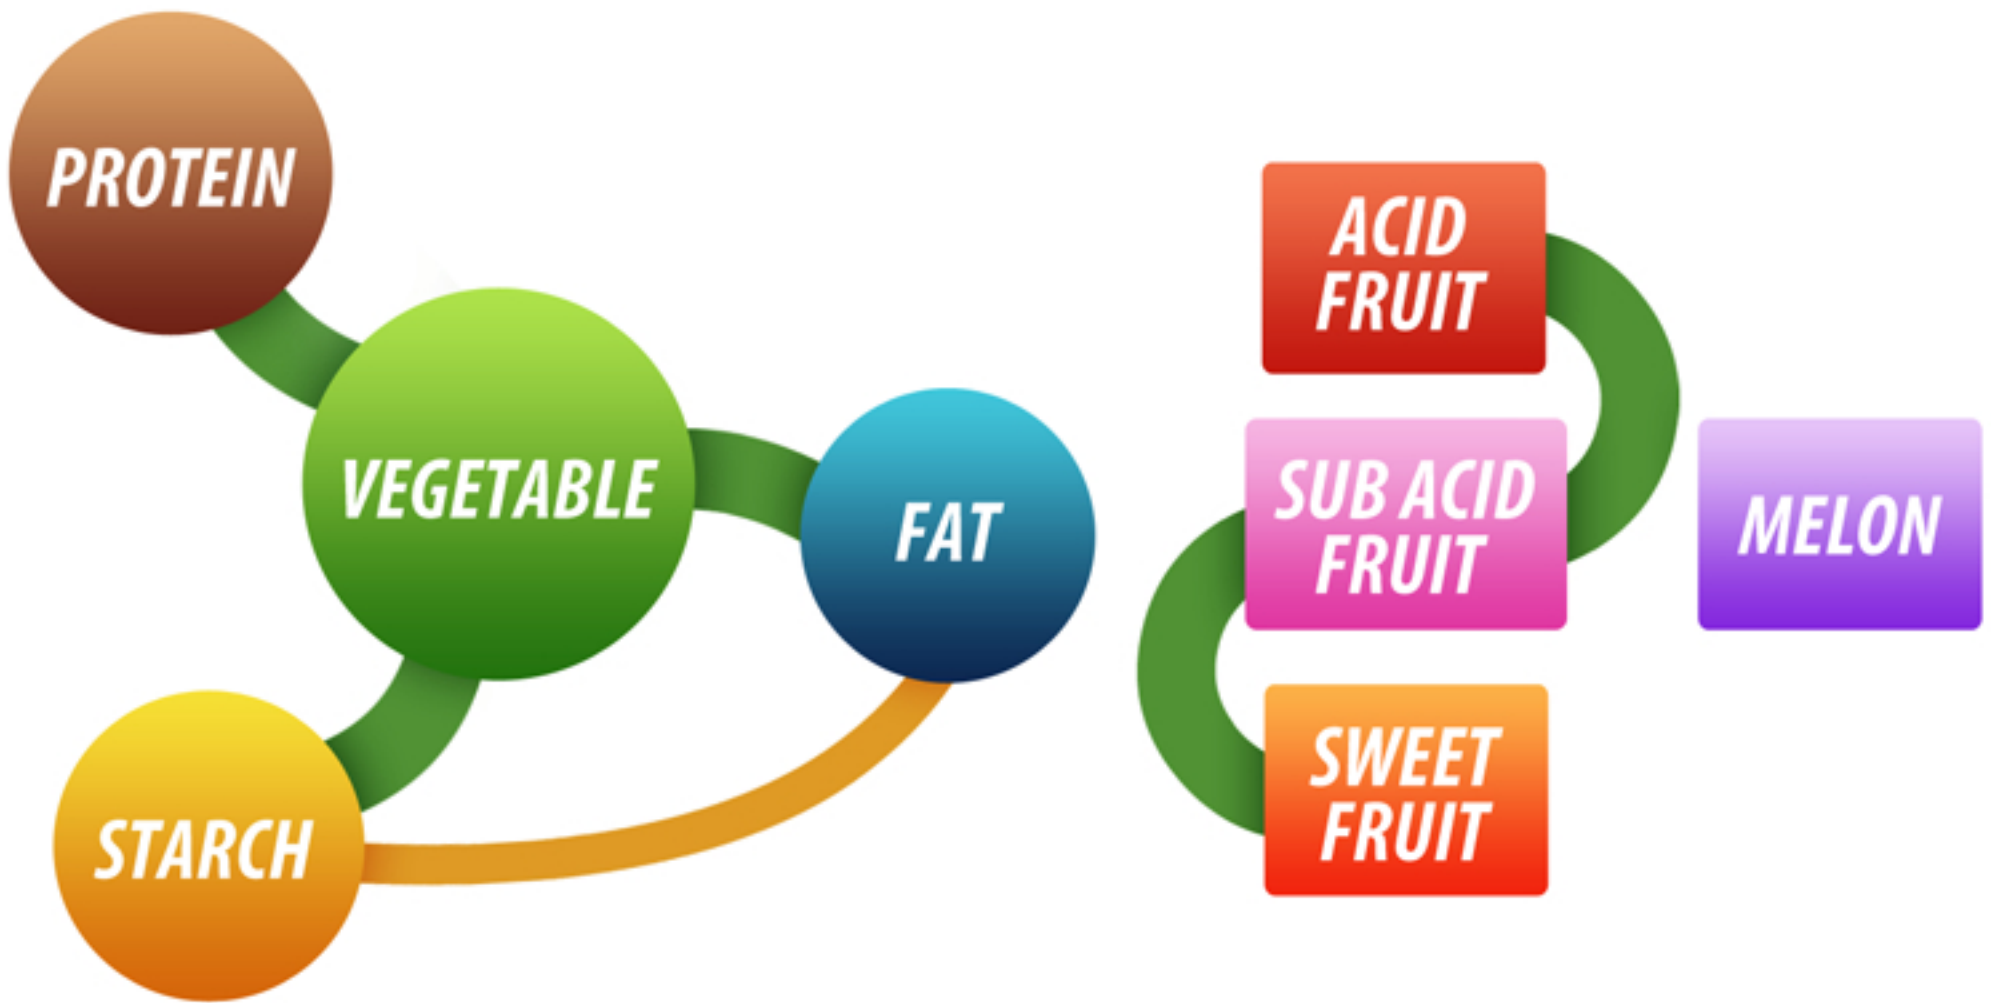 PROTEIN
VEGETABLE
FAT
STARCH
ACID
FRUIT
SUB ACID
FRUIT
SWEET
FRUIT
MELON